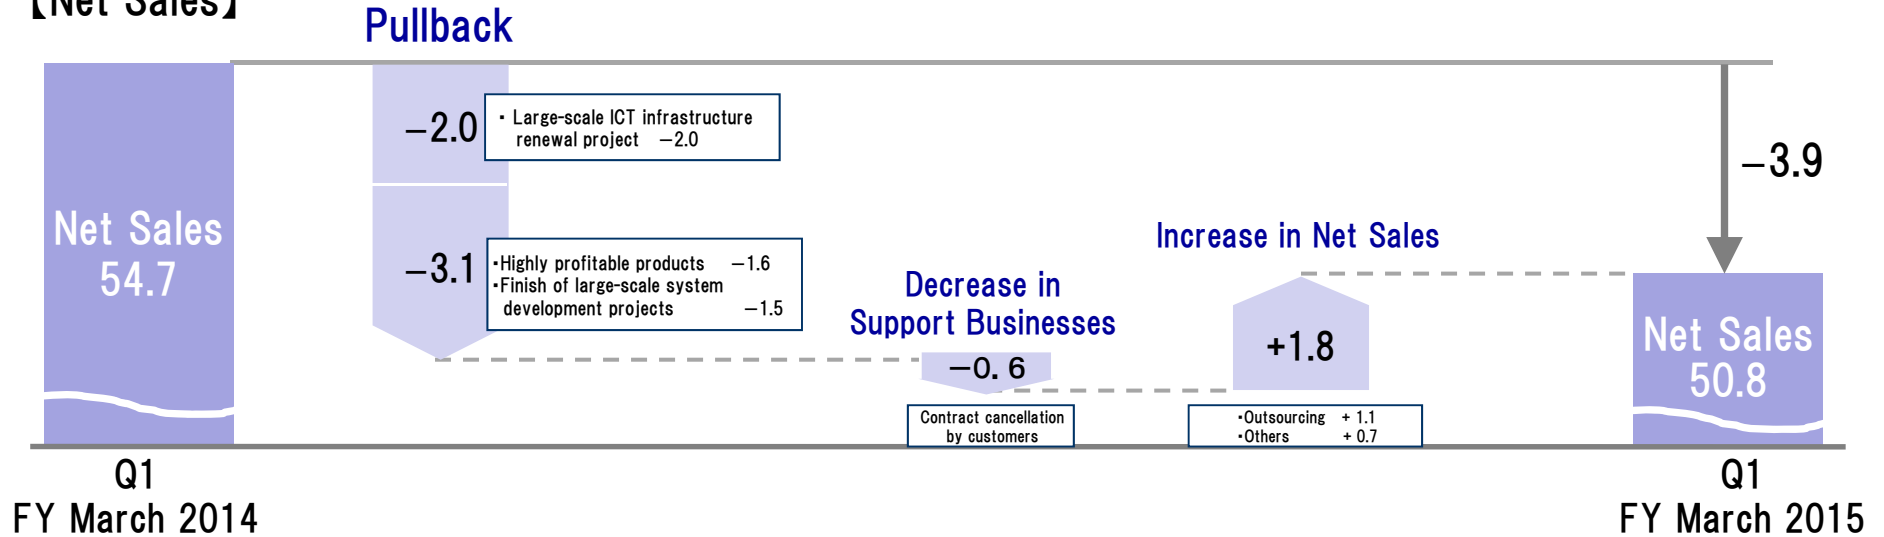 【Net Sales】
Pullback
−2.0
・ Large-scale ICT infrastructure
renewal project −2.0
−3.9
Net Sales
54.7
−3.1
・Highly profitable products −1.6
・Finish of large-scale system
development projects −1.5
Increase in Net Sales
Decrease in
Support Businesses
−0.6
+1.8
Net Sales
50.8
Contract cancellation
by customers
・Outsourcing + 1.1
・Others + 0.7
Q1
FY March 2014
Q1
FY March 2015